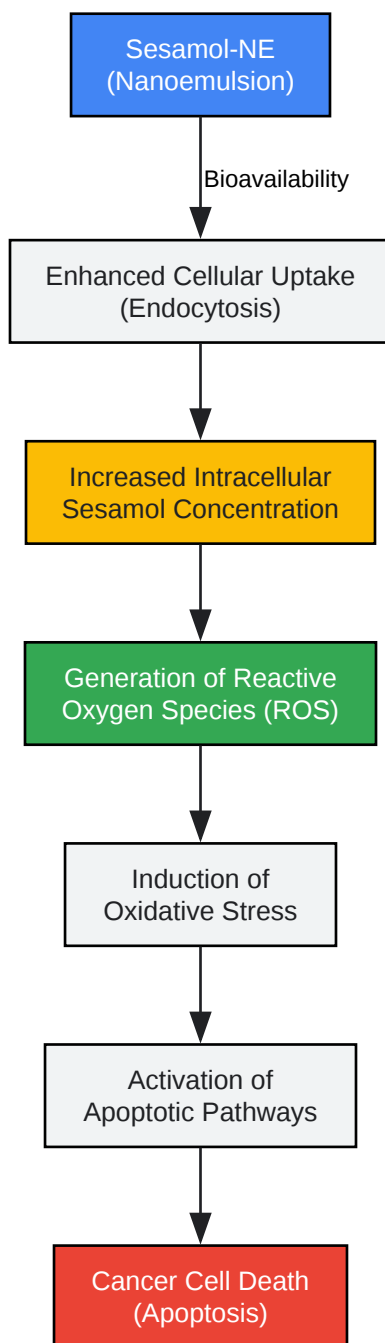 Sesamol-NE
(Nanoemulsion)
Bioavailability
Enhanced Cellular Uptake
(Endocytosis)
Increased Intracellular
Sesamol Concentration
Generation of Reactive
Oxygen Species (ROS)
Induction of
Oxidative Stress
Activation of
Apoptotic Pathways
Cancer Cell Death
(Apoptosis)